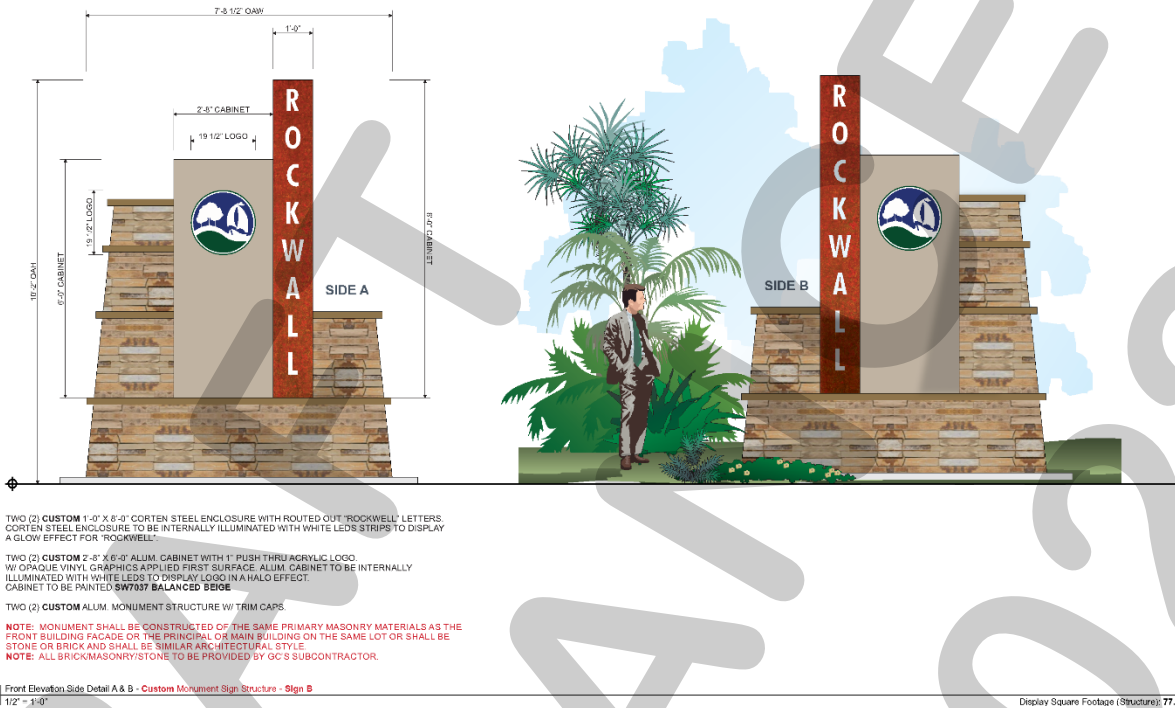 7'-8 1/2" OAW
1'-0"
2'-8" CABINET
19 1/2" LOGO
19 1/2" LOGO
6'-0" CABINET
10'-2" OAH
8'-0" CABINET
ROCKWALL
SIDE A
ROCKWALL
SIDE B
TWO (2) CUSTOM 1'-0" X 8'-0" CORTEN STEEL ENCLOSURE WITH ROUTED OUT "ROCKWELL" LETTERS.
CORTEN STEEL ENCLOSURE TO BE INTERNALLY ILLUMINATED WITH WHITE LEDS STRIPS TO DISPLAY
A GLOW EFFECT FOR "ROCKWELL".
TWO (2) CUSTOM 2'-8" X 6'-0" ALUM. CABINET WITH 1" PUSH THRU ACRYLIC LOGO.
W/ OPAQUE VINYL GRAPHICS APPLIED FIRST SURFACE. ALUM. CABINET TO BE INTERNALLY
ILLUMINATED WITH WHITE LEDS TO DISPLAY LOGO IN A HALO EFFECT.
CABINET TO BE PAINTED SW7037 BALANCED BEIGE
TWO (2) CUSTOM ALUM. MONUMENT STRUCTURE W/ TRIM CAPS.
NOTE: MONUMENT SHALL BE CONSTRUCTED OF THE SAME PRIMARY MASONRY MATERIALS AS THE
FRONT BUILDING FACADE OR THE PRINCIPAL OR MAIN BUILDING ON THE SAME LOT OR SHALL BE
STONE OR BRICK AND SHALL BE SIMILAR ARCHITECTURAL STYLE.
NOTE: ALL BRICK/MASONRY/STONE TO BE PROVIDED BY GC'S SUBCONTRACTOR.
Front Elevation Side Detail A & B - Custom Monument Sign Structure - Sign B
1/2" = 1'-0"
Display Square Footage (Structure): 77.